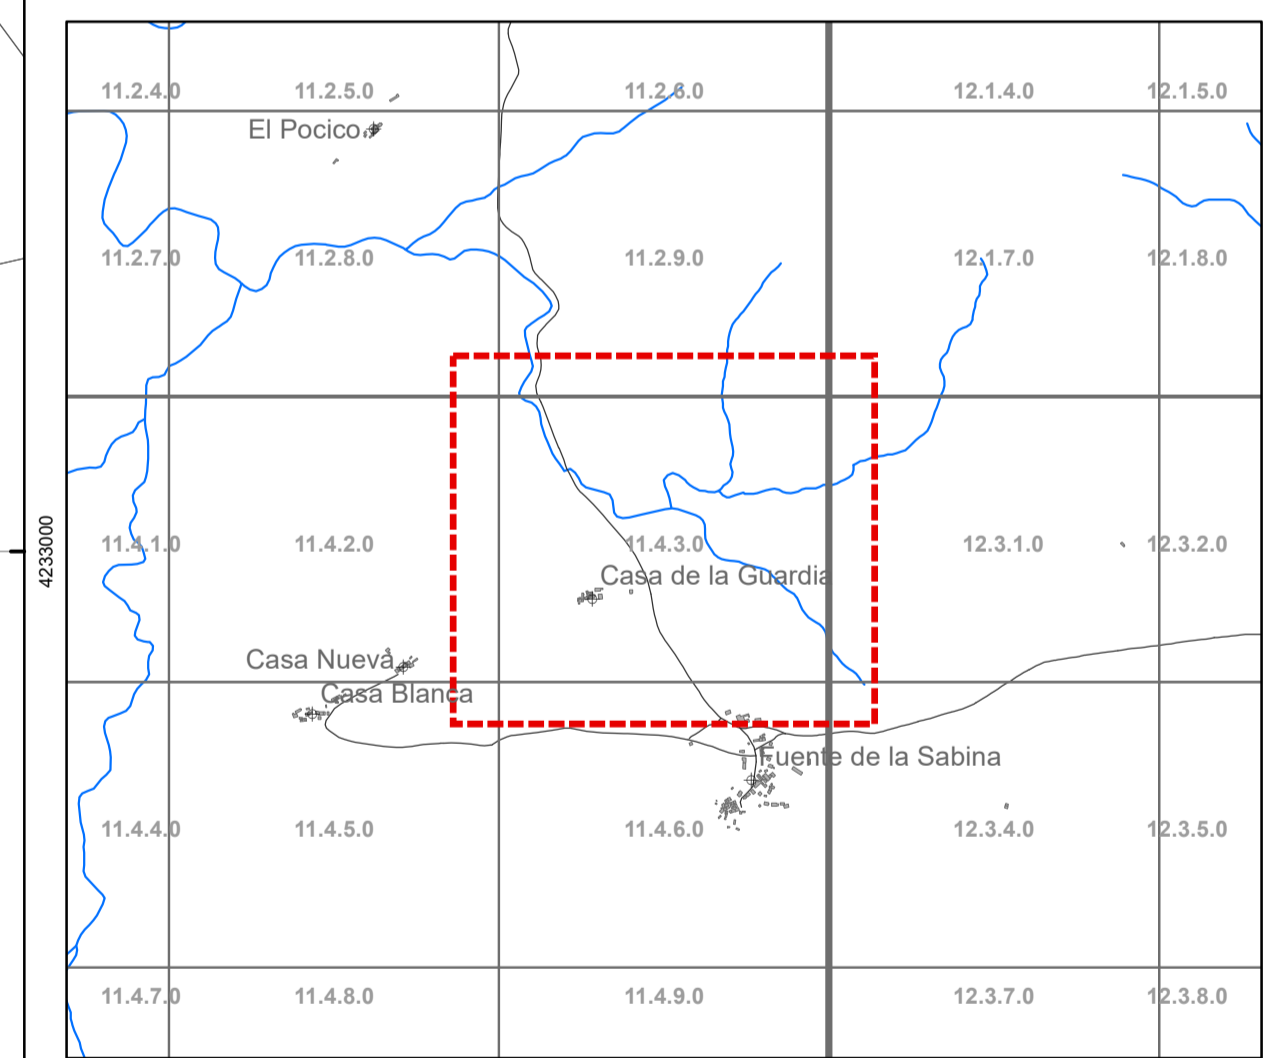 11.2.4.0 11.2.5.0 11.2.6.0 12.1.4.0 12.1.5.0
El Pocico
11.2.7.0 11.2.8.0 11.2.9.0 12.1.7.0 12.1.8.0
4233000
11.4.1.0 11.4.2.0 11.4.3.0 12.3.1.0 12.3.2.0
Casa de la Guardia
Casa Nueva
Casa Blanca
Fuente de la Sabina
11.4.4.0 11.4.5.0 11.4.6.0 12.3.4.0 12.3.5.0
11.4.7.0 11.4.8.0 11.4.9.0 12.3.7.0 12.3.8.0